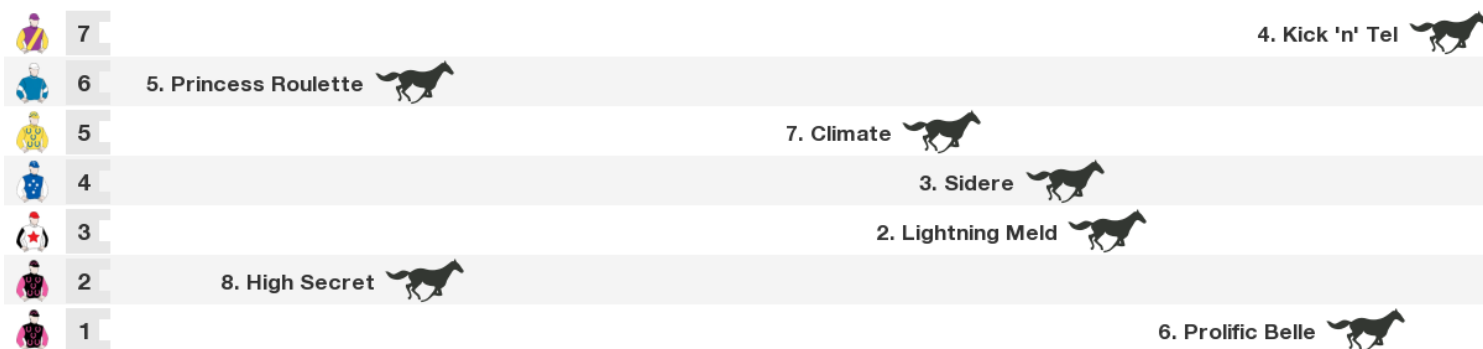 7 4. Kick 'n' Tel
6 5. Princess Roulette
5 7. Climate
4 3. Sidere
3 2. Lightning Meld
2 8. High Secret
1 6. Prolific Belle